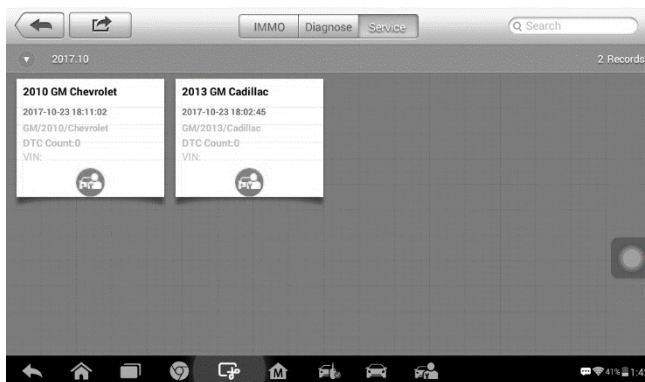 IMMO Diagnose Service Search
2017.10 2 Records
2010 GM Chevrolet
2017-10-23 18:11:02
GM/2010/Chevrolet
DTC Count:0
VIN:
2013 GM Cadillac
2017-10-23 18:02:45
GM/2013/Cadillac
DTC Count:0
VIN:
M
41%